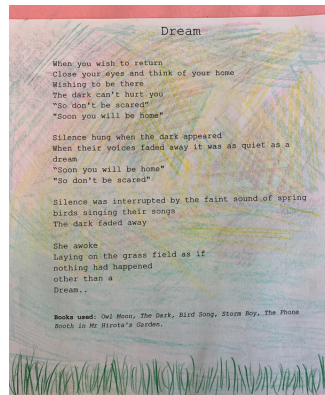 Dream
When you wish to return
Close your eyes and think of your home
Wishing to be there
The dark can't hurt you
"So don't be scared"
"Soon you will be home"
Silence hung when the dark appeared
When their voices faded away it was as quiet as a
dream
"Soon you will be home"
"So don't be scared"
Silence was interrupted by the faint sound of spring
birds singing their songs
The dark faded away
She awoke
Laying on the grass field as if
nothing had happened
other than a
Dream..
Books used: Owl Moon, The Dark, Bird Song, Storm Boy, The Phone
Booth in Mr Hirota's Garden.